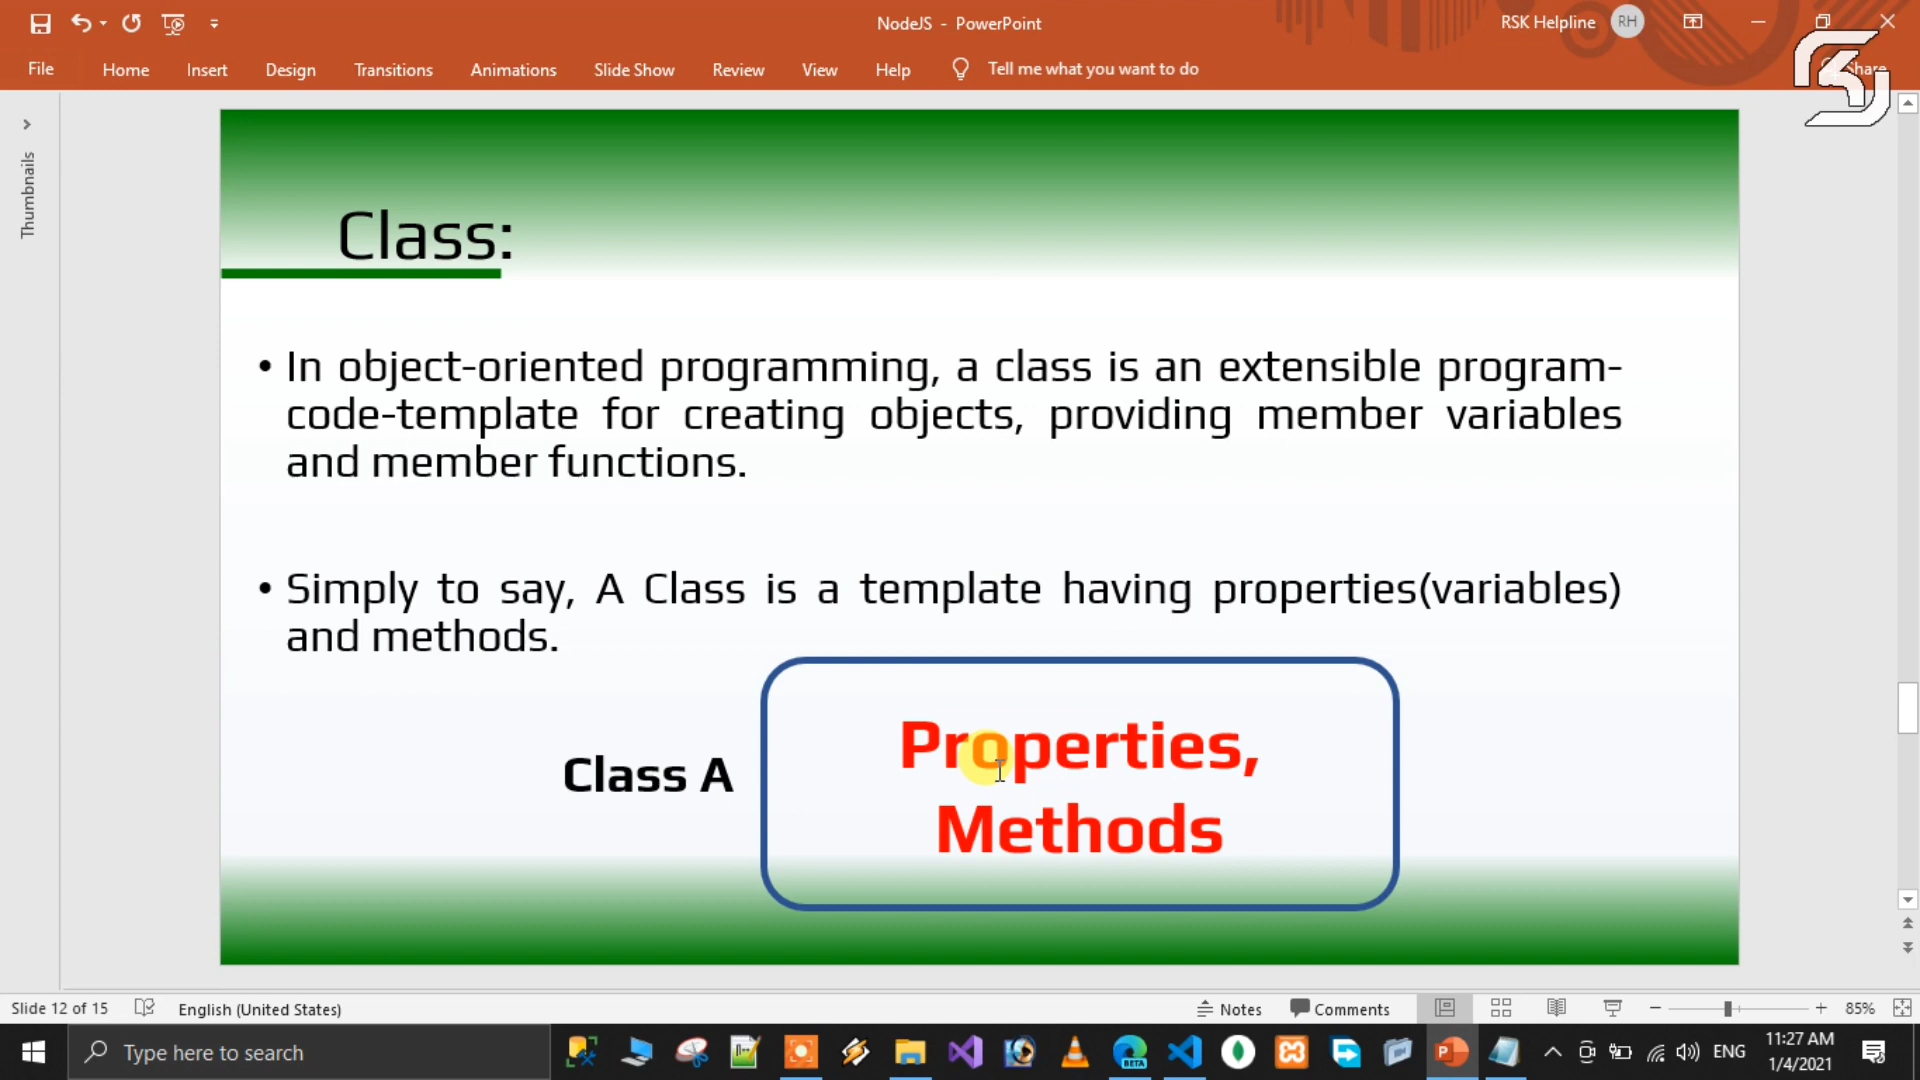 NodeJS - PowerPoint
RSK Helpline RH
File Home Insert Design Transitions Animations Slide Show Review View Help Tell me what you want to do Share
Thumbnails
Class:
• In object-oriented programming, a class is an extensible program-
code-template for creating objects, providing member variables
and member functions.
• Simply to say, A Class is a template having properties(variables)
and methods.
Class A
Properties,
Methods
Slide 12 of 15 English (United States) Notes Comments 85%
Type here to search
BETA
ENG
11:27 AM
1/4/2021